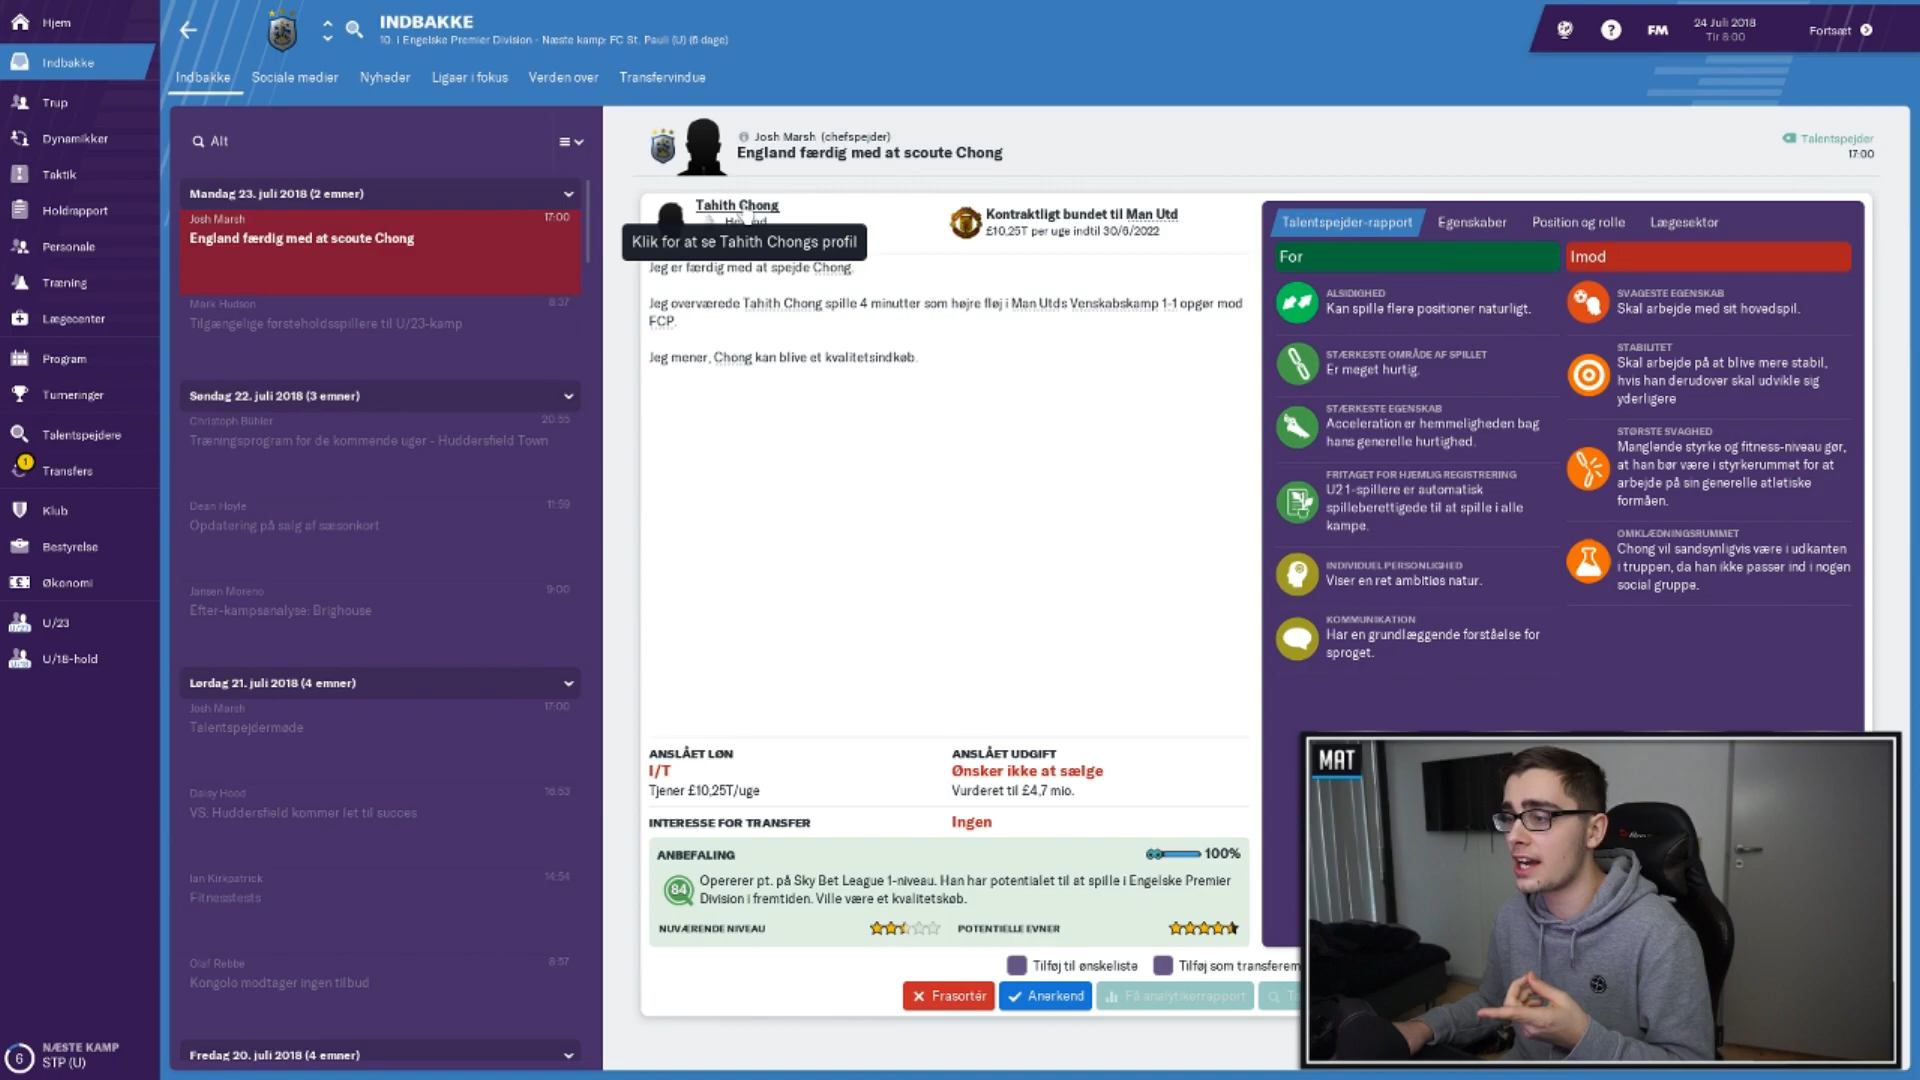 Hjem
Indbakke
Trup
Dynamikker
Taktik
Holdrapport
Personale
Træning
Lægecenter
Program
Turneringer
Talentspejdere
1
Transfers
Klub
Bestyrelse
Økonomi
U/23
U/18-hold
6
NÆSTE KAMP
STP (U)
INDBAKKE
10. i Engelske Premier Division - Næste kamp: FC St. Pauli (U) (6 dage)
Indbakke
Sociale medier
Nyheder
Ligaer i fokus
Verden over
Transfervindue
?
FM
24 Juli 2018
Tir 8:00
Fortsæt
Alt
Mandag 23. juli 2018 (2 emner)
Josh Marsh 17:00
England færdig med at scoute Chong
Mark Hudson 8:37
Tilgængelige førsteholdsspillere til U/23-kamp
Søndag 22. juli 2018 (3 emner)
Christoph Bühler 20:55
Træningsprogram for de kommende uger - Huddersfield Town
Dean Hoyle 11:59
Opdatering på salg af sæsonkort
Jansen Moreno 9:00
Efter-kampsanalyse: Brighouse
Lørdag 21. juli 2018 (4 emner)
Josh Marsh 17:00
Talentspejdermøde
Daisy Hood 16:53
VS: Huddersfield kommer let til succes
Ian Kirkpatrick 14:54
Fitnesstests
Olaf Rebbe 8:57
Kongolo modtager ingen tilbud
Fredag 20. juli 2018 (4 emner)
Josh Marsh (chefspejder)
England færdig med at scoute Chong
Talentspejder
17:00
Tahith Chong
Klik for at se Tahith Chongs profil
Kontraktligt bundet til Man Utd
£10,25T per uge indtil 30/6/2022
Jeg er færdig med at spejde Chong.
Jeg overværede Tahith Chong spille 4 minutter som højre fløj i Man Utds Venskabskamp 1-1 opgør mod
FCP.
Jeg mener, Chong kan blive et kvalitetsindkøb.
ANSLÅET LØN
I/T
Tjener £10,25T/uge
ANSLÅET UDGIFT
Ønsker ikke at sælge
Vurderet til £4,7 mio.
INTERESSE FOR TRANSFER
Ingen
ANBEFALING
100%
84
Opererer pt. på Sky Bet League 1-niveau. Han har potentialet til at spille i Engelske Premier
Division i fremtiden. Ville være et kvalitetskøb.
NUVÆRENDE NIVEAU
POTENTIELLE EVNER
Tilføj til ønskeliste
Tilføj som transferem
Frasortér
Anerkend
Få analytikerrapport
Talentspejder-rapport
Egenskaber
Position og rolle
Lægesektor
For
ALSIDIGHED
Kan spille flere positioner naturligt.
STÆRKESTE OMRÅDE AF SPILLET
Er meget hurtig.
STÆRKESTE EGENSKAB
Acceleration er hemmeligheden bag
hans generelle hurtighed.
FRITAGET FOR HJEMLIG REGISTRERING
U21-spillere er automatisk
spilleberettigede til at spille i alle
kampe.
INDIVIDUEL PERSONLIGHED
Viser en ret ambitiøs natur.
KOMMUNIKATION
Har en grundlæggende forståelse for
sproget.
Imod
SVAGESTE EGENSKAB
Skal arbejde med sit hovedspil.
STABILITET
Skal arbejde på at blive mere stabil,
hvis han derudover skal udvikle sig
yderligere
STØRSTE SVAGHED
Manglende styrke og fitness-niveau gør,
at han bør være i styrkerummet for at
arbejde på sin generelle atletiske
formåen.
OMKLÆDNINGSRUMMET
Chong vil sandsynligvis være i udkanten
i truppen, da han ikke passer ind i nogen
social gruppe.
MAT